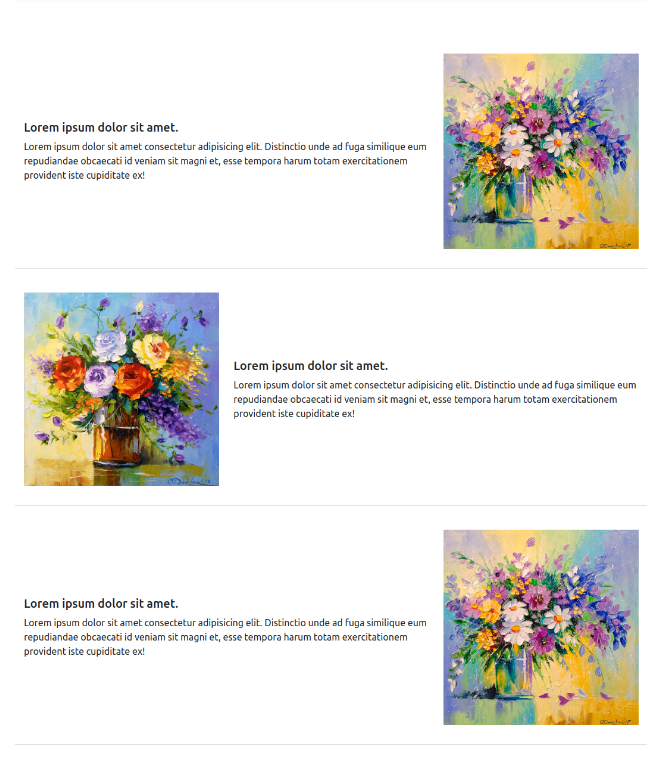 Lorem ipsum dolor sit amet.
Lorem ipsum dolor sit amet consectetur adipisicing elit. Distinctio unde ad fuga similique eum
repudiandae obcaecati id veniam sit magni et, esse tempora harum totam exercitationem
provident iste cupiditate ex!
Lorem ipsum dolor sit amet.
Lorem ipsum dolor sit amet consectetur adipisicing elit. Distinctio unde ad fuga similique eum
repudiandae obcaecati id veniam sit magni et, esse tempora harum totam exercitationem
provident iste cupiditate ex!
Lorem ipsum dolor sit amet.
Lorem ipsum dolor sit amet consectetur adipisicing elit. Distinctio unde ad fuga similique eum
repudiandae obcaecati id veniam sit magni et, esse tempora harum totam exercitationem
provident iste cupiditate ex!